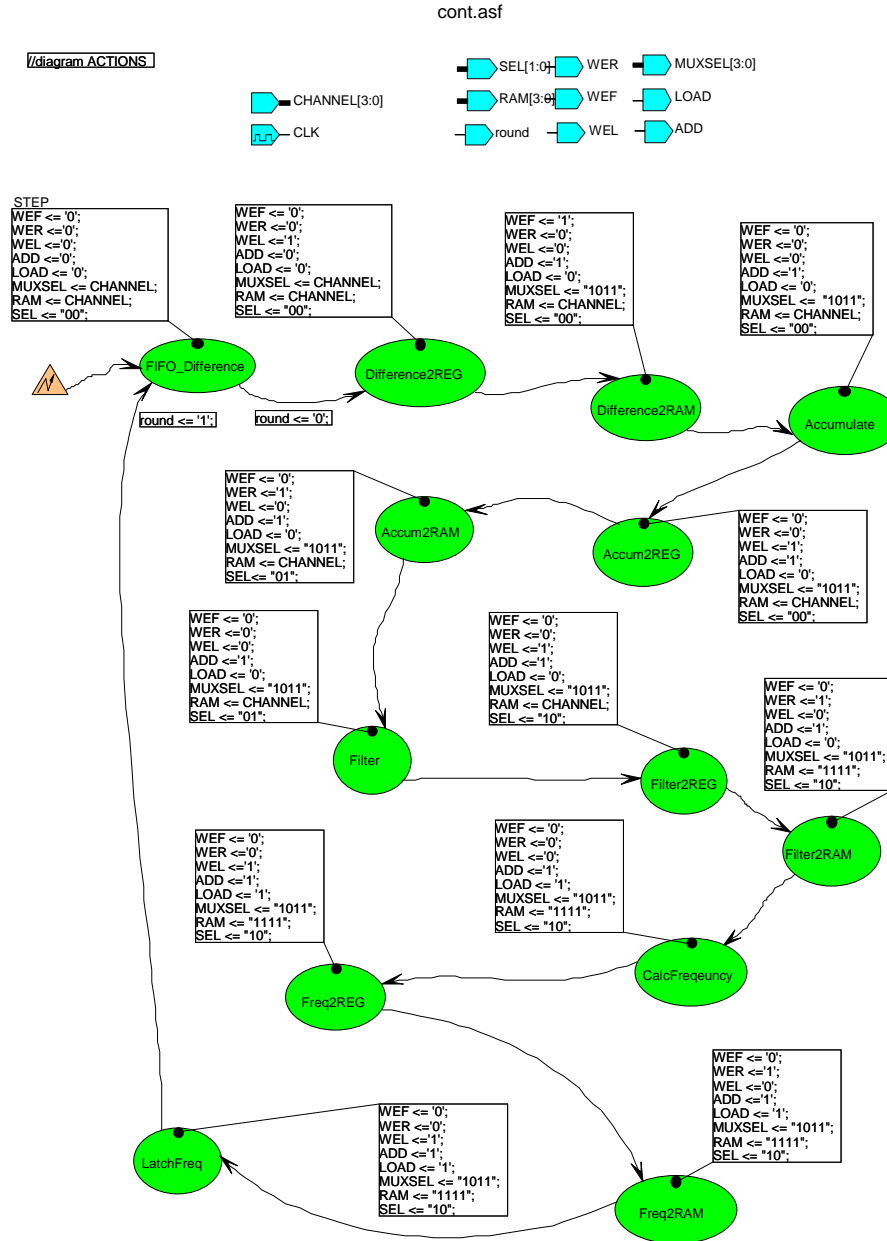 cont.asf
//diagram ACTIONS
SEL[1:0]
WER
MUXSEL[3:0]
CHANNEL[3:0]
RAM[3:0]
WEF
LOAD
CLK
round
WEL
ADD
STEP
WEF <= '0';
WER <='0';
WEL <='0';
ADD <='0';
LOAD <= '0';
MUXSEL <= CHANNEL;
RAM <= CHANNEL;
SEL <= "00";
WEF <= '0';
WER <='0';
WEL <='1';
ADD <='0';
LOAD <= '0';
MUXSEL <= CHANNEL;
RAM <= CHANNEL;
SEL <= "00";
WEF <= '1';
WER <='0';
WEL <='0';
ADD <='1';
LOAD <= '0';
MUXSEL <= "1011";
RAM <= CHANNEL;
SEL <= "00";
WEF <= '0';
WER <='0';
WEL <='0';
ADD <='1';
LOAD <= '0';
MUXSEL <=  "1011";
RAM <= CHANNEL;
SEL <= "00";
FIFO_Difference
Difference2REG
Difference2RAM
Accumulate
round <= '1';
round <= '0';
WEF <= '0';
WER <='1';
WEL <='0';
ADD <='1';
LOAD <= '0';
MUXSEL <= "1011";
RAM <= CHANNEL;
SEL<= "01";
Accum2RAM
Accum2REG
WEF <= '0';
WER <='0';
WEL <='1';
ADD <='1';
LOAD <='0';
MUXSEL <= "1011";
RAM <= CHANNEL;
SEL <= "00";
WEF <= '0';
WER <='0';
WEL <='0';
ADD <='1';
LOAD <= '0';
MUXSEL <= "1011";
RAM <= CHANNEL;
SEL <= "01";
WEF <= '0';
WER <='0';
WEL <='1';
ADD <='1';
LOAD <= '0';
MUXSEL <= "1011";
RAM <= CHANNEL;
SEL <= "10";
WEF <= '0';
WER <='1';
WEL <='0';
ADD <='1';
LOAD <= '0';
MUXSEL <= "1011";
RAM <= "1111";
SEL <= "10";
Filter
Filter2REG
Filter2RAM
WEF <= '0';
WER <='0';
WEL <='1';
ADD <='1';
LOAD <= '1';
MUXSEL <= "1011";
RAM <= "1111";
SEL <= "10";
WEF <= '0';
WER <='0';
WEL <='0';
ADD <='1';
LOAD <= '1';
MUXSEL <= "1011";
RAM <= "1111";
SEL <= "10";
CalcFreqeuncy
Freq2REG
WEF <= '0';
WER <='1';
WEL <='0';
ADD <='1';
LOAD <= '1';
MUXSEL <= "1011";
RAM <= "1111";
SEL <= "10";
LatchFreq
WEF <= '0';
WER <='0';
WEL <='1';
ADD <='1';
LOAD <= '1';
MUXSEL <= "1011";
RAM <= "1111";
SEL <= "10";
Freq2RAM